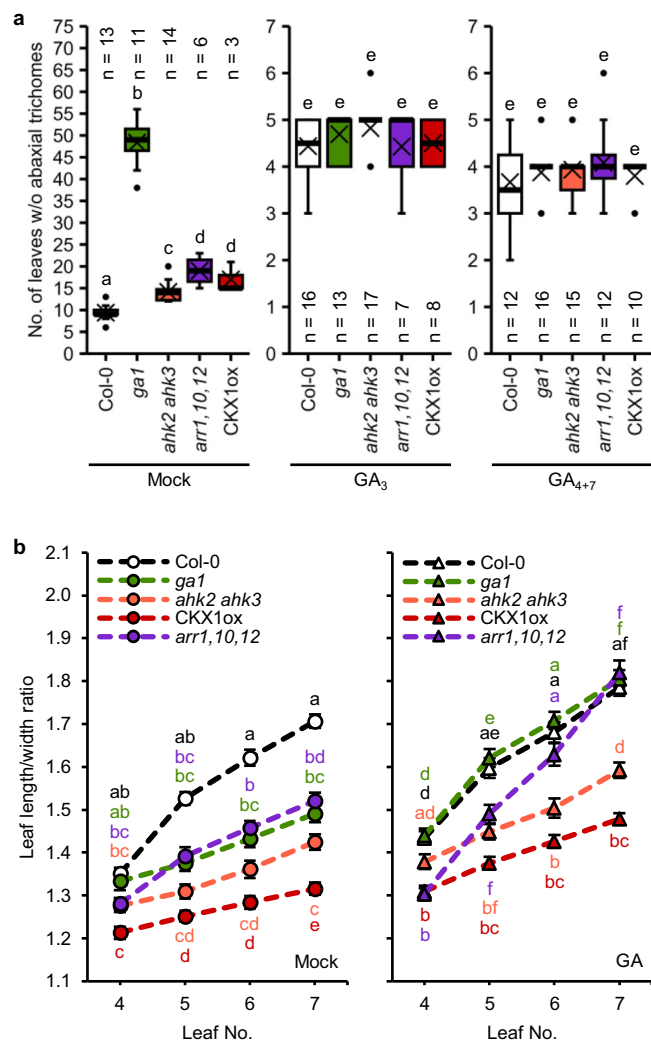 a
No. of leaves w/o abaxial trichomes
75
70
65
60
55
50
45
40
35
30
25
20
15
10
5
0
n = 13
n = 11
n = 14
n = 6
n = 3
a
b
c
d
d
Col-0
ga1
ahk2 ahk3
arr1,10,12
CKX1ox
Mock
7
6
5
4
3
2
1
0
e
e
e
e
e
n = 16
n = 13
n = 17
n = 7
n = 8
Col-0
ga1
ahk2 ahk3
arr1,10,12
CKX1ox
GA3
7
6
5
4
3
2
1
0
e
e
e
e
e
n = 12
n = 16
n = 15
n = 12
n = 10
Col-0
ga1
ahk2 ahk3
arr1,10,12
CKX1ox
GA4+7
b
Leaf length/width ratio
2.1
2.0
1.9
1.8
1.7
1.6
1.5
1.4
1.3
1.2
1.1
Col-0
ga1
ahk2 ahk3
CKX1ox
arr1,10,12
ab
ab
bc
bc
c
ab
bc
bc
cd
d
a
b
bc
cd
d
a
bd
bc
c
e
Mock
4
5
6
7
Leaf No.
Col-0
ga1
ahk2 ahk3
CKX1ox
arr1,10,12
d
d
ad
b
b
e
ae
f
bf
bc
a
a
a
b
bc
f
f
af
d
bc
GA
4
5
6
7
Leaf No.